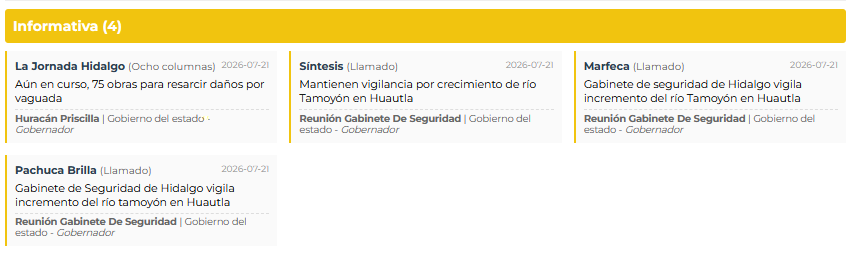 Informativa (4)
La Jornada Hidalgo (Ocho columnas) 2026-07-21
Aún en curso, 75 obras para resarcir daños por
vaguada
Huracán Priscilla | Gobierno del estado -
Gobernador
Síntesis (Llamado) 2026-07-21
Mantienen vigilancia por crecimiento de río
Tamoyón en Huautla
Reunión Gabinete De Seguridad | Gobierno del
estado - Gobernador
Marfeca (Llamado) 2026-07-21
Gabinete de seguridad de Hidalgo vigila
incremento del río Tamoyón en Huautla
Reunión Gabinete De Seguridad | Gobierno del
estado - Gobernador
Pachuca Brilla (Llamado) 2026-07-21
Gabinete de Seguridad de Hidalgo vigila
incremento del río tamoyón en Huautla
Reunión Gabinete De Seguridad | Gobierno del
estado - Gobernador